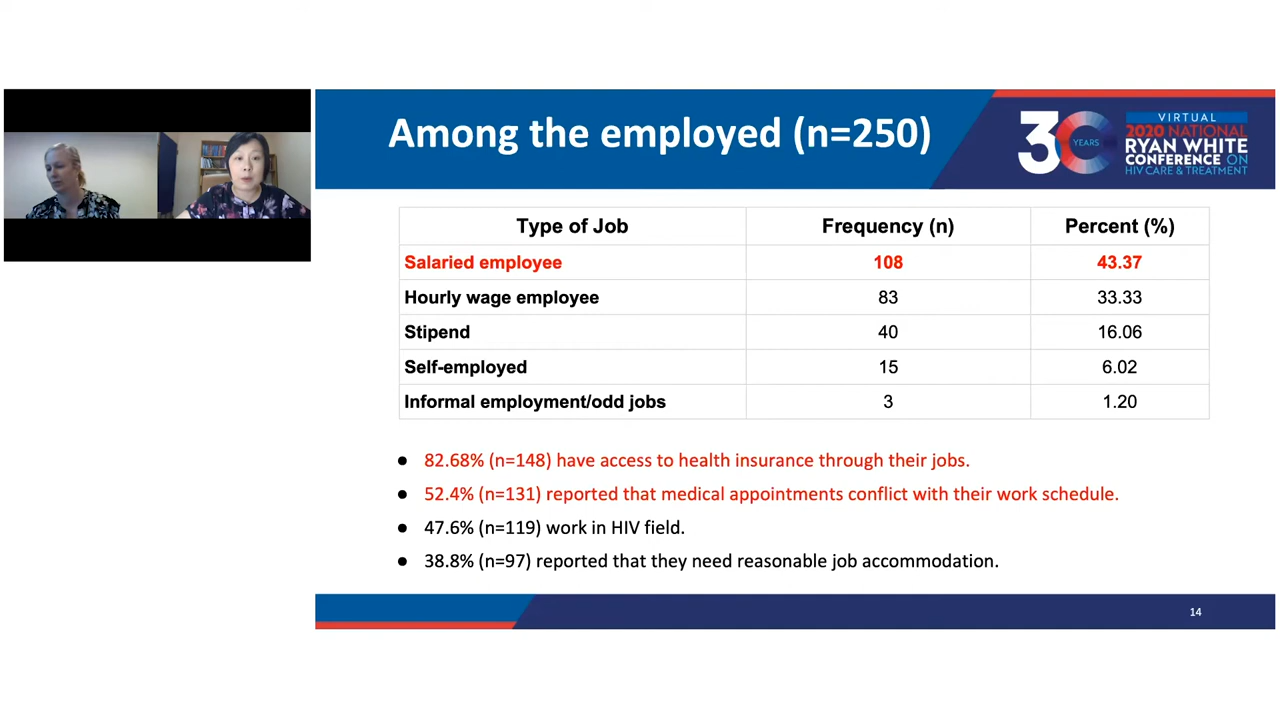 Among the employed (n=250)
30 YEARS
VIRTUAL
2020 NATIONAL
RYAN WHITE
CONFERENCE ON
HIV CARE & TREATMENT
Type of Job Frequency (n) Percent (%)
Salaried employee 108 43.37
Hourly wage employee 83 33.33
Stipend 40 16.06
Self-employed 15 6.02
Informal employment/odd jobs 3 1.20
● 82.68% (n=148) have access to health insurance through their jobs.
● 52.4% (n=131) reported that medical appointments conflict with their work schedule.
● 47.6% (n=119) work in HIV field.
● 38.8% (n=97) reported that they need reasonable job accommodation.
14